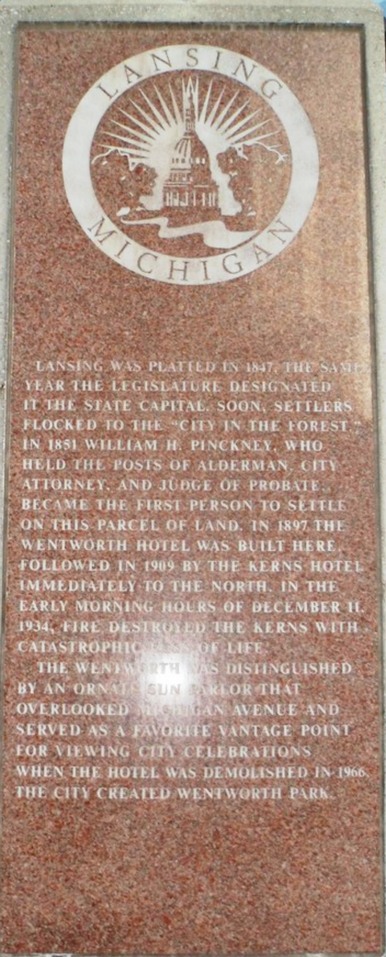 LANSING
MICHIGAN
LANSING WAS PLATTED IN 1847, THE SAME
YEAR THE LEGISLATURE DESIGNATED
IT THE STATE CAPITAL. SOON, SETTLERS
FLOCKED TO THE "CITY IN THE FOREST."
IN 1851 WILLIAM H. PINCKNEY, WHO
HELD THE POSTS OF ALDERMAN, CITY
ATTORNEY, AND JUDGE OF PROBATE,
BECAME THE FIRST PERSON TO SETTLE
ON THIS PARCEL OF LAND. IN 1897 THE
WENTWORTH HOTEL WAS BUILT HERE,
FOLLOWED IN 1909 BY THE KERNS HOTEL
IMMEDIATELY TO THE NORTH. IN THE
EARLY MORNING HOURS OF DECEMBER 11,
1934, FIRE DESTROYED THE KERNS WITH
CATASTROPHIC OF LIFE.
THE WENTWORTH WAS DISTINGUISHED
BY AN ORNATE SUN PARLOR THAT
OVERLOOKED MICHIGAN AVENUE AND
SERVED AS A FAVORITE VANTAGE POINT
FOR VIEWING CITY CELEBRATIONS.
WHEN THE HOTEL WAS DEMOLISHED IN 1966,
THE CITY CREATED WENTWORTH PARK.